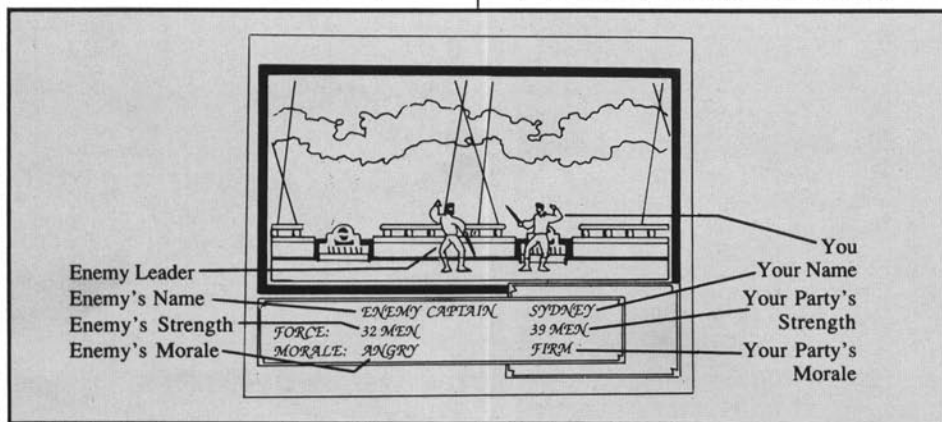 You
Enemy Leader
Your Name
Enemy's Name
ENEMY CAPTAIN SYDNEY
Your Party's
Strength
Enemy's Strength
FORCE: 32 MEN 39 MEN
Enemy's Morale
MORALE: ANGRY FIRM
Your Party's
Morale